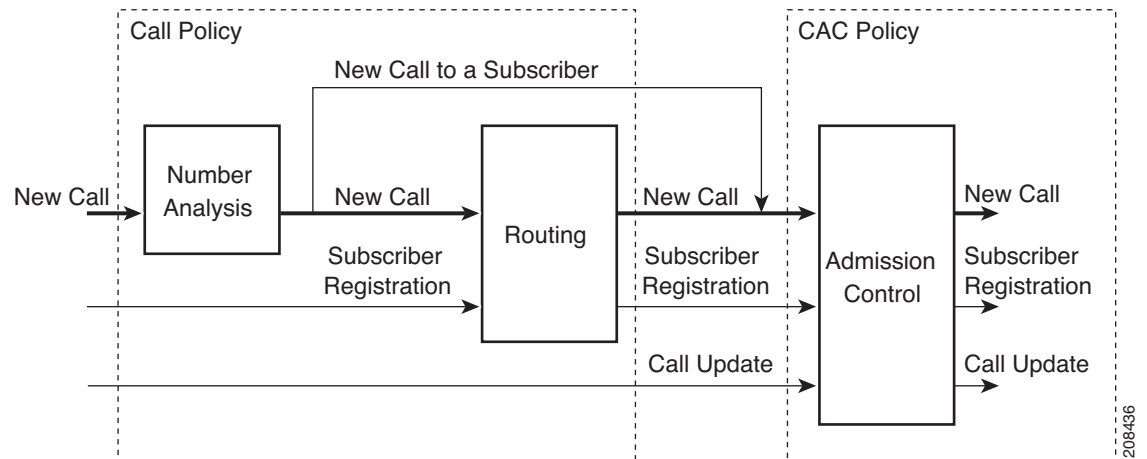 Call Policy
CAC Policy
New Call to a Subscriber
New Call
Number
Analysis
New Call
Routing
New Call
Admission
Control
New Call
Subscriber
Registration
Subscriber
Registration
Subscriber
Registration
Call Update
Call Update
208436